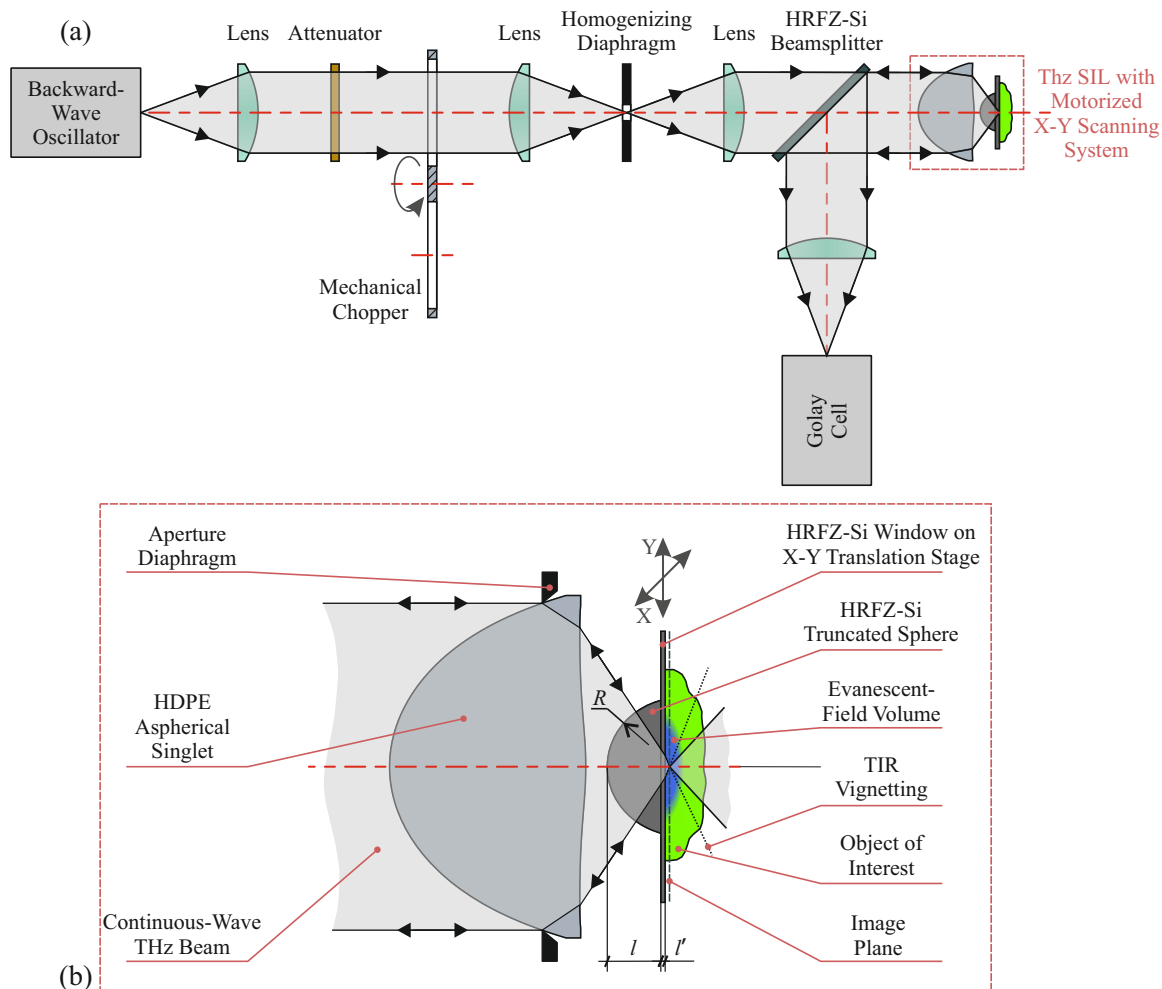 (a)
Lens
Attenuator
Lens
Homogenizing
Diaphragm
Lens
HRFZ-Si
Beamsplitter
Backward-
Wave
Oscillator
Thz SIL with
Motorized
X-Y Scanning
System
Mechanical
Chopper
Golay
Cell
Aperture
Diaphragm
HDPE
Aspherical
Singlet
Continuous-Wave
THz Beam
(b)
Y
X
R
l
l'
HRFZ-Si Window on
X-Y Translation Stage
HRFZ-Si
Truncated Sphere
Evanescent-
Field Volume
TIR
Vignetting
Object of
Interest
Image
Plane